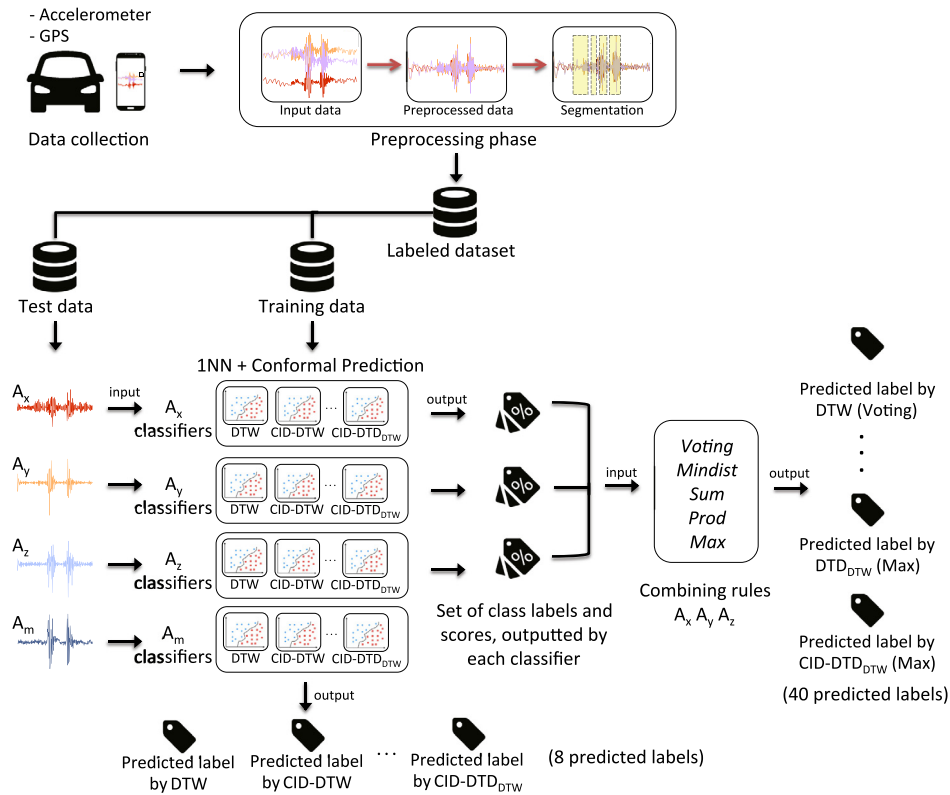 - Accelerometer
- GPS
Data collection
Input data
Preprocessed data
Segmentation
Preprocessing phase
Labeled dataset
Test data
Training data
1NN + Conformal Prediction
Ax
input
Ax
classifiers
DTW
CID-DTW
...
CID-DTDDTW
output
%
Ay
Ay
classifiers
DTW
CID-DTW
...
CID-DTDDTW
%
Az
Az
classifiers
DTW
CID-DTW
...
CID-DTDDTW
%
Am
Am
classifiers
DTW
CID-DTW
...
CID-DTDDTW
Set of class labels and
scores, outputted by
each classifier
input
Voting
Mindist
Sum
Prod
Max
Combining rules
Ax Ay Az
output
Predicted label by
DTW (Voting)
Predicted label by
DTDDTW (Max)
Predicted label by
CID-DTDDTW (Max)
(40 predicted labels)
output
Predicted label
by DTW
Predicted label
by CID-DTW
...
Predicted label
by CID-DTDDTW
(8 predicted labels)